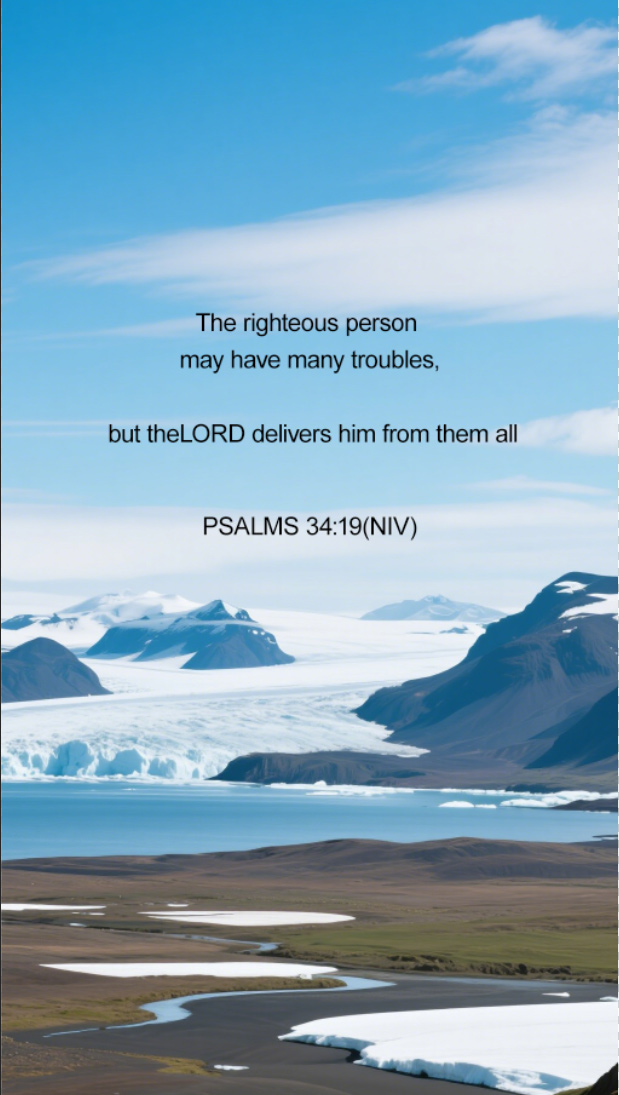 The righteous person
may have many troubles,
but theLORD delivers him from them all
PSALMS 34:19(NIV)